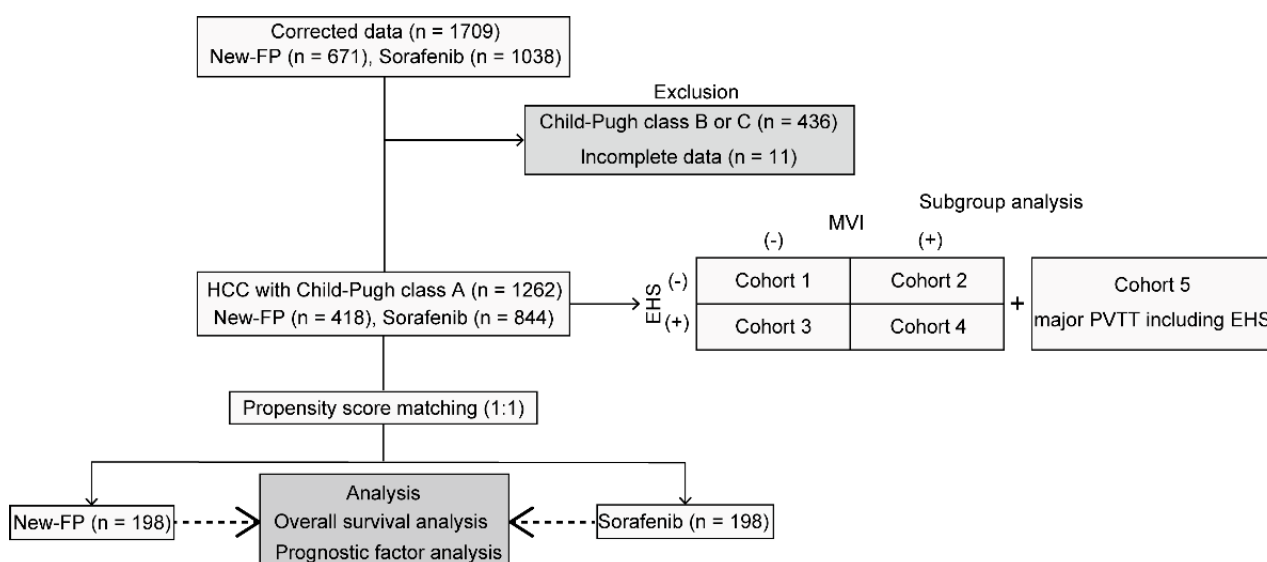 Corrected data (n = 1709)
New-FP (n = 671), Sorafenib (n = 1038)
Exclusion
Child-Pugh class B or C (n = 436)
Incomplete data (n = 11)
Subgroup analysis
MVI
(-) (+)
HCC with Child-Pugh class A (n = 1262)
New-FP (n = 418), Sorafenib (n = 844)
EHS
(-)
(+)
Cohort 1 Cohort 2
Cohort 3 Cohort 4
+
Cohort 5
major PVTT including EHS
Propensity score matching (1:1)
New-FP (n = 198)
Analysis
Overall survival analysis
Prognostic factor analysis
Sorafenib (n = 198)